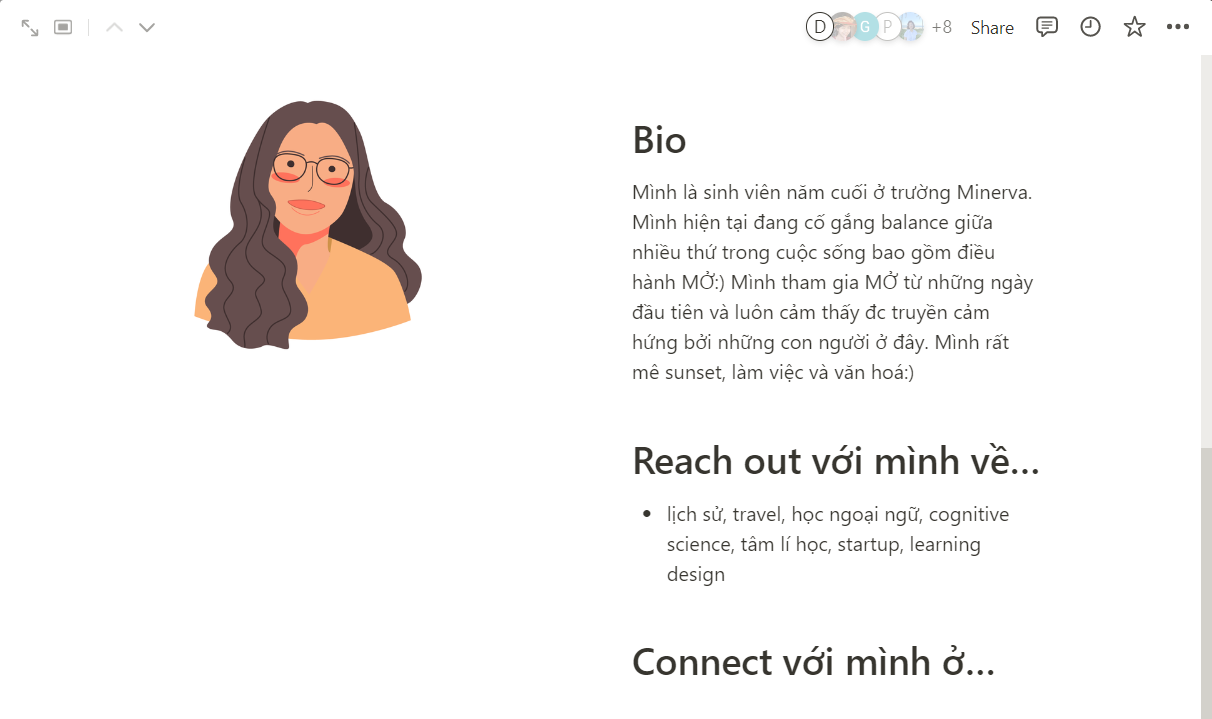 D G P +8 Share
Bio
Mình là sinh viên năm cuối ở trường Minerva.
Mình hiện tại đang cố gắng balance giữa
nhiều thứ trong cuộc sống bao gồm điều
hành MỞ:) Mình tham gia MỞ từ những ngày
đầu tiên và luôn cảm thấy đc truyền cảm
hứng bởi những con người ở đây. Mình rất
mê sunset, làm việc và văn hoá:)
Reach out với mình về...
• lịch sử, travel, học ngoại ngữ, cognitive
science, tâm lí học, startup, learning
design
Connect với mình ở...